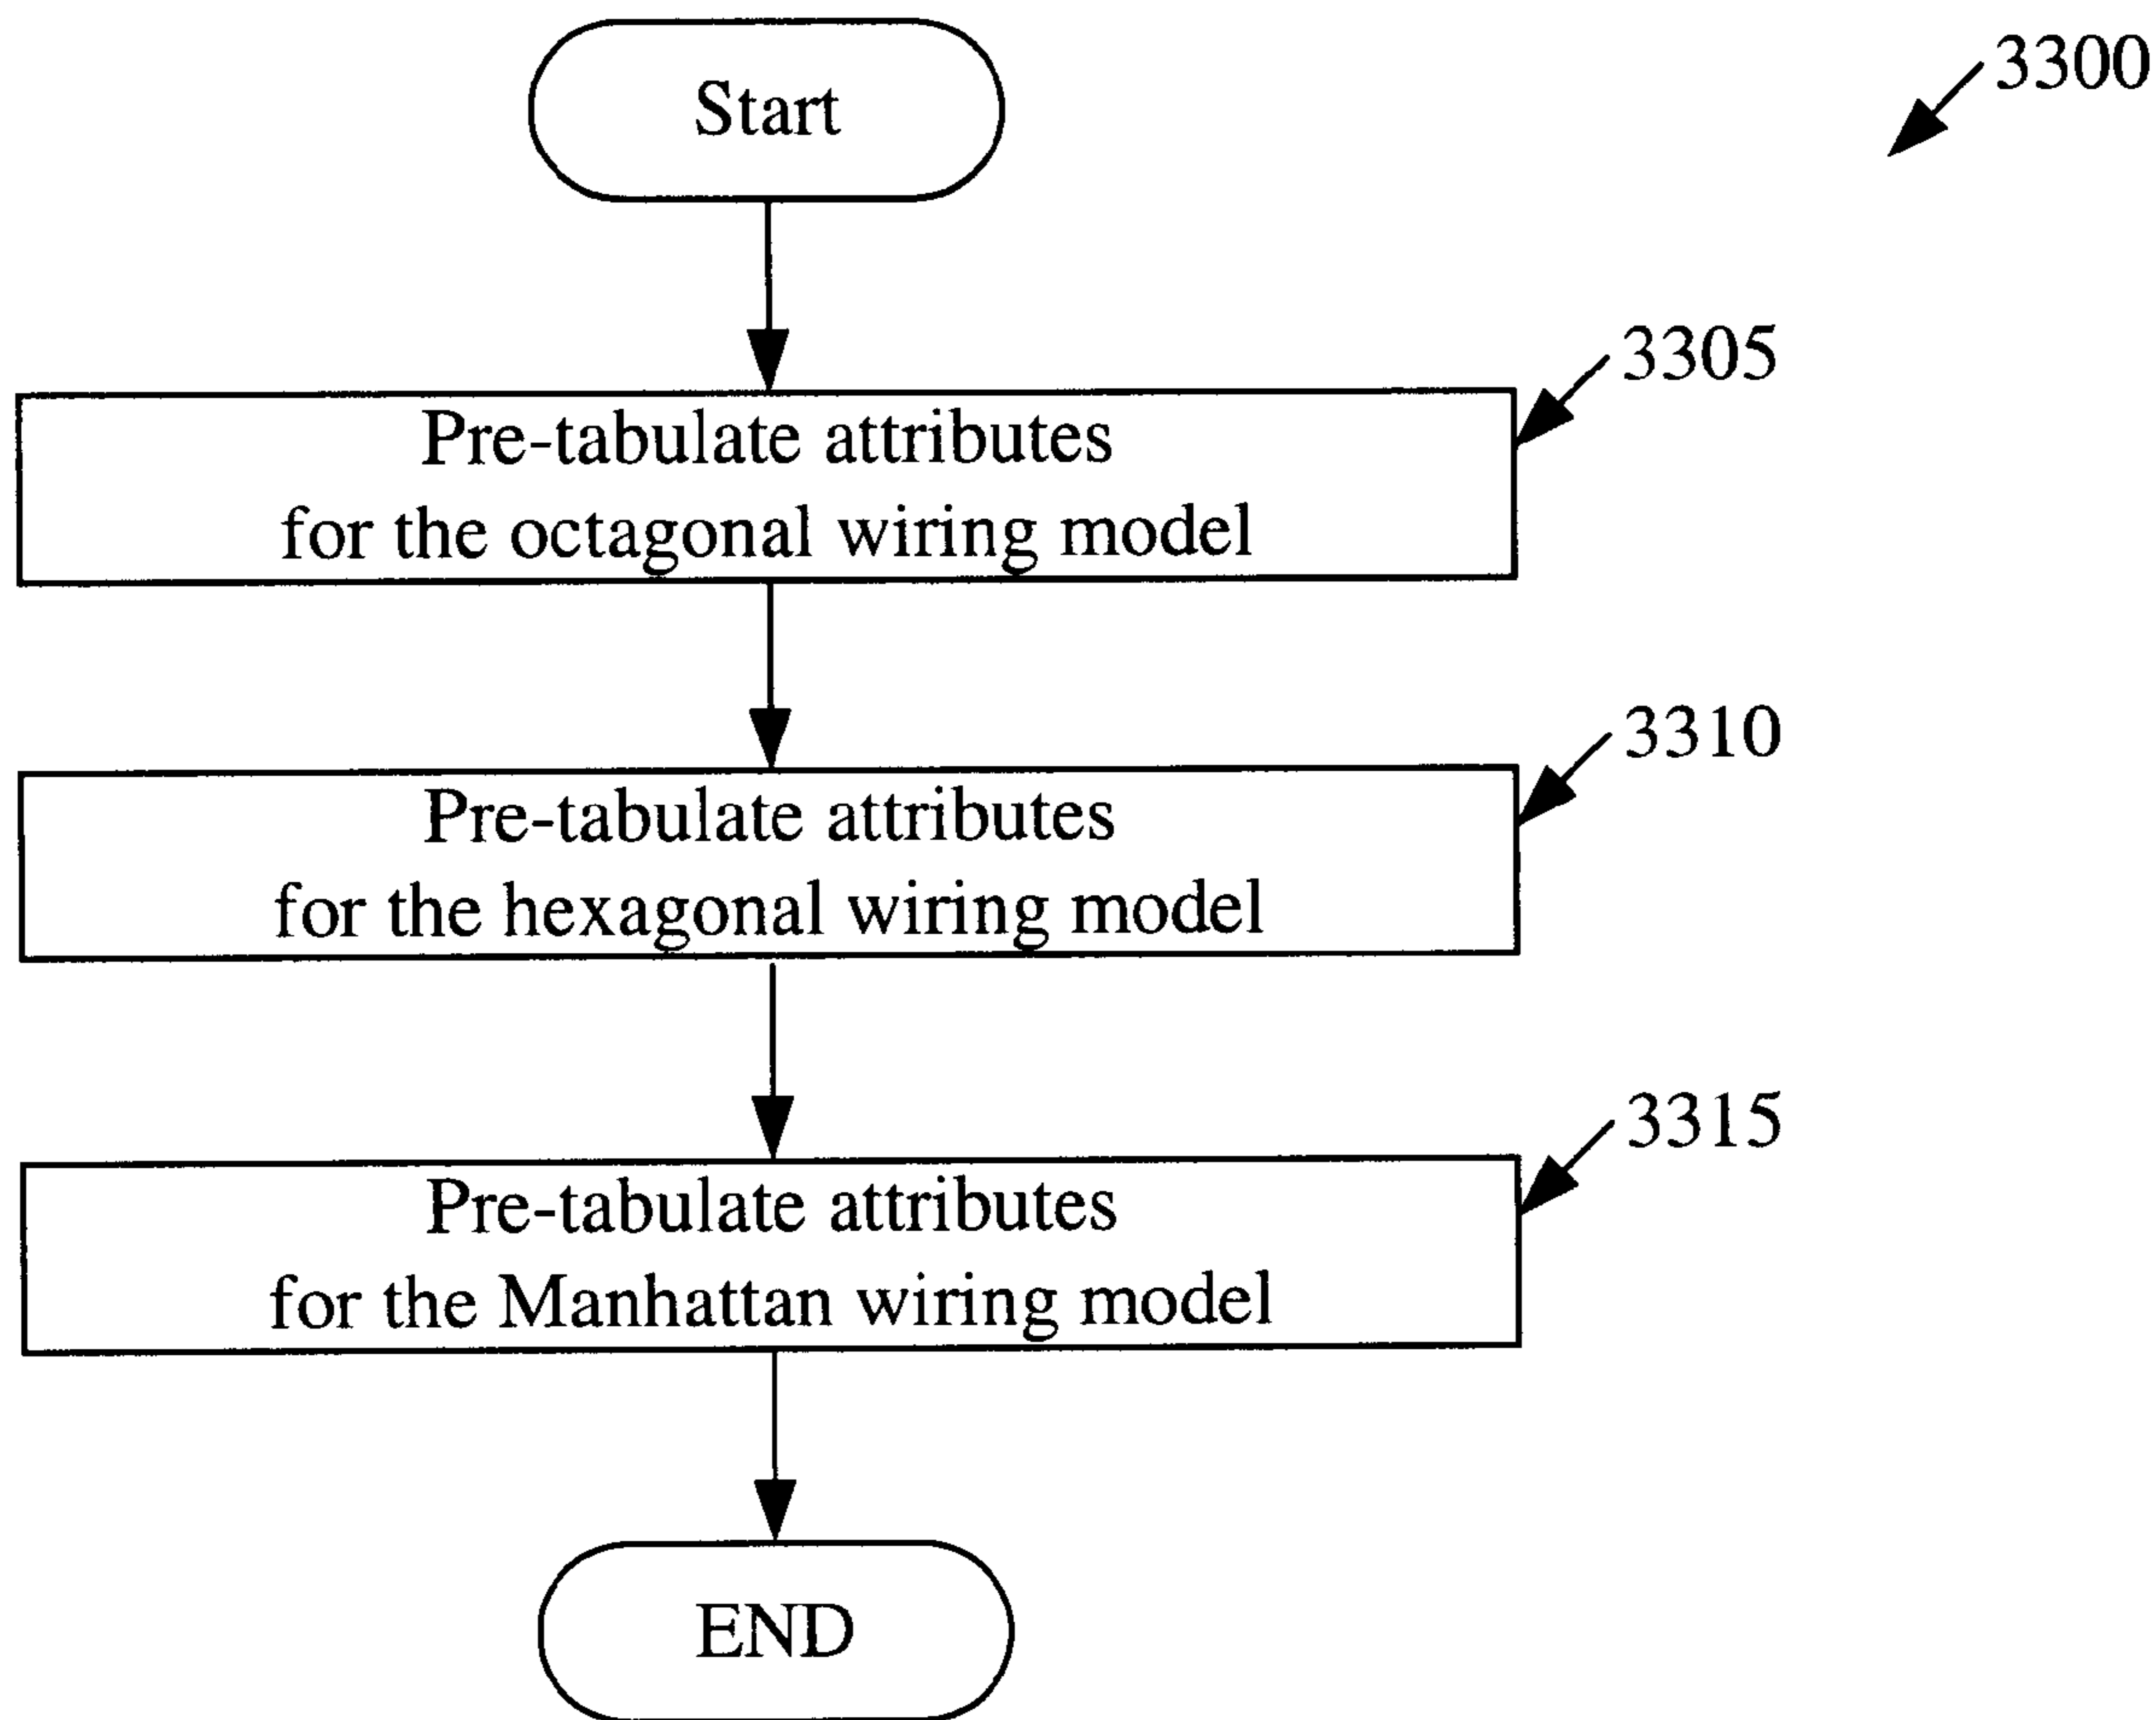 Start
3300
3305
Pre-tabulate attributes
for the octagonal wiring model
3310
Pre-tabulate attributes
for the hexagonal wiring model
3315
Pre-tabulate attributes
for the Manhattan wiring model
END